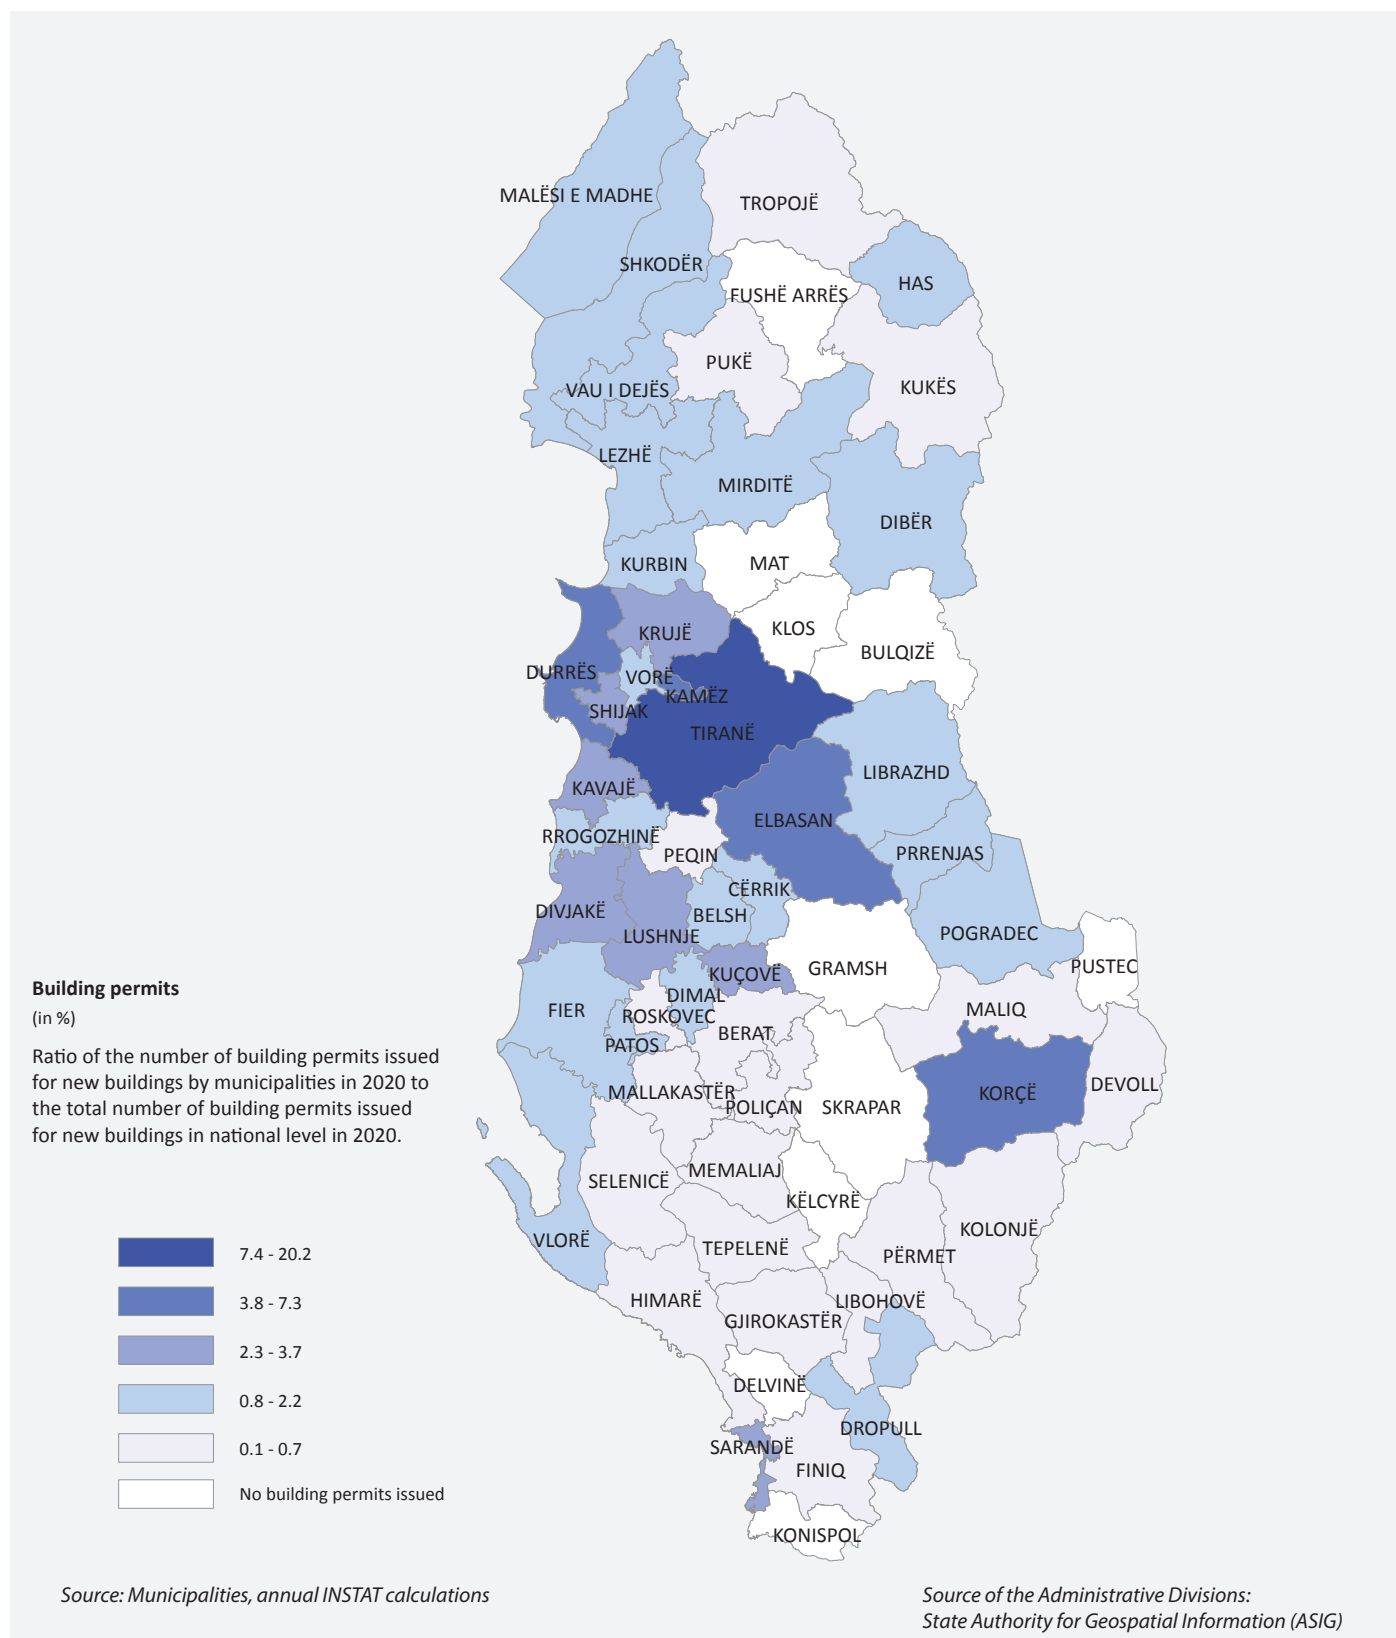 MALËSI E MADHE
TROPOJË
SHKODËR
HAS
FUSHË ARRËS
PUKË
KUKËS
VAU I DEJËS
LEZHË
MIRDITË
DIBËR
KURBIN
MAT
KLOS
KRUJË
BULQIZË
DURRËS
VORË
KAMËZ
SHIJAK
TIRANË
LIBRAZHD
KAVAJË
ELBASAN
RROGOZHINË
PEQIN
PRRENJAS
CËRRIK
DIVJAKË
BELSH
LUSHNJE
POGRADEC
PUSTEC
GRAMSH
KUÇOVË
DIMAL
FIER
ROSKOVEC
MALIQ
BERAT
PATOS
DEVOLL
MALLAKASTËR
KORÇË
POLIÇAN
SKRAPAR
MEMALIAJ
SELENICË
KËLCYRË
KOLONJË
VLORË
TEPELENË
PËRMET
HIMARË
LIBOHOVË
GJIROKASTËR
DELVINË
DROPULL
SARANDË
FINIQ
KONISPOL
Building permits
(in %)
Ratio of the number of building permits issued
for new buildings by municipalities in 2020 to
the total number of building permits issued
for new buildings in national level in 2020.
7.4 - 20.2
3.8 - 7.3
2.3 - 3.7
0.8 - 2.2
0.1 - 0.7
No building permits issued
Source: Municipalities, annual INSTAT calculations
Source of the Administrative Divisions:
State Authority for Geospatial Information (ASIG)